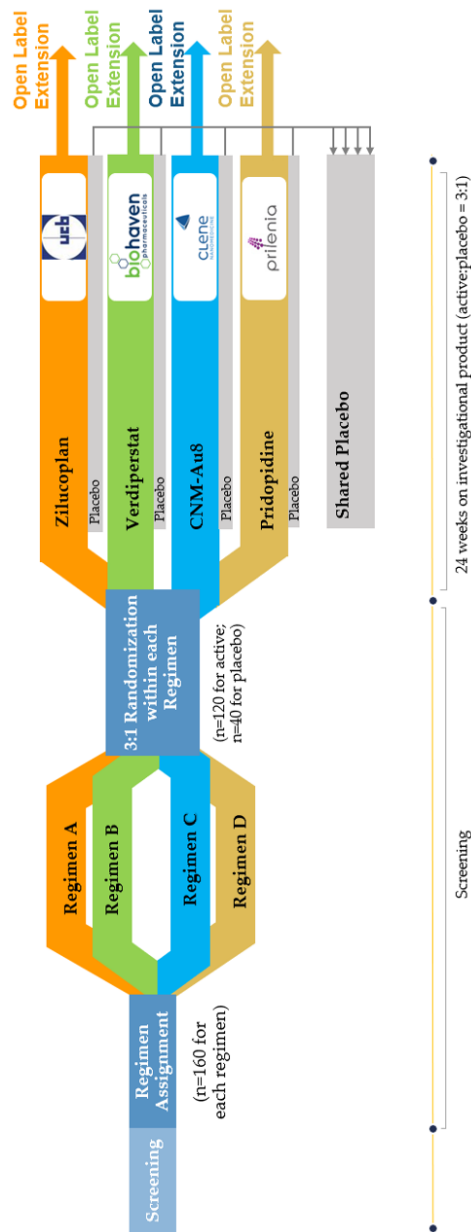 Screening
Regimen
Assignment
(n=160 for
each regimen)
Regimen A
Regimen B
Regimen C
Regimen D
3:1 Randomization
within each
Regimen
(n=120 for active;
n=40 for placebo)
Zilucoplan
ucb
Open Label
Extension
Placebo
Verdiperstat
biohaven
pharmaceuticals
Open Label
Extension
Placebo
CNM-Au8
CLENE
NANOMEDICINE
Open Label
Extension
Placebo
Pridopidine
prilenia
Open Label
Extension
Placebo
Shared Placebo
Screening
24 weeks on investigational product (active:placebo = 3:1)